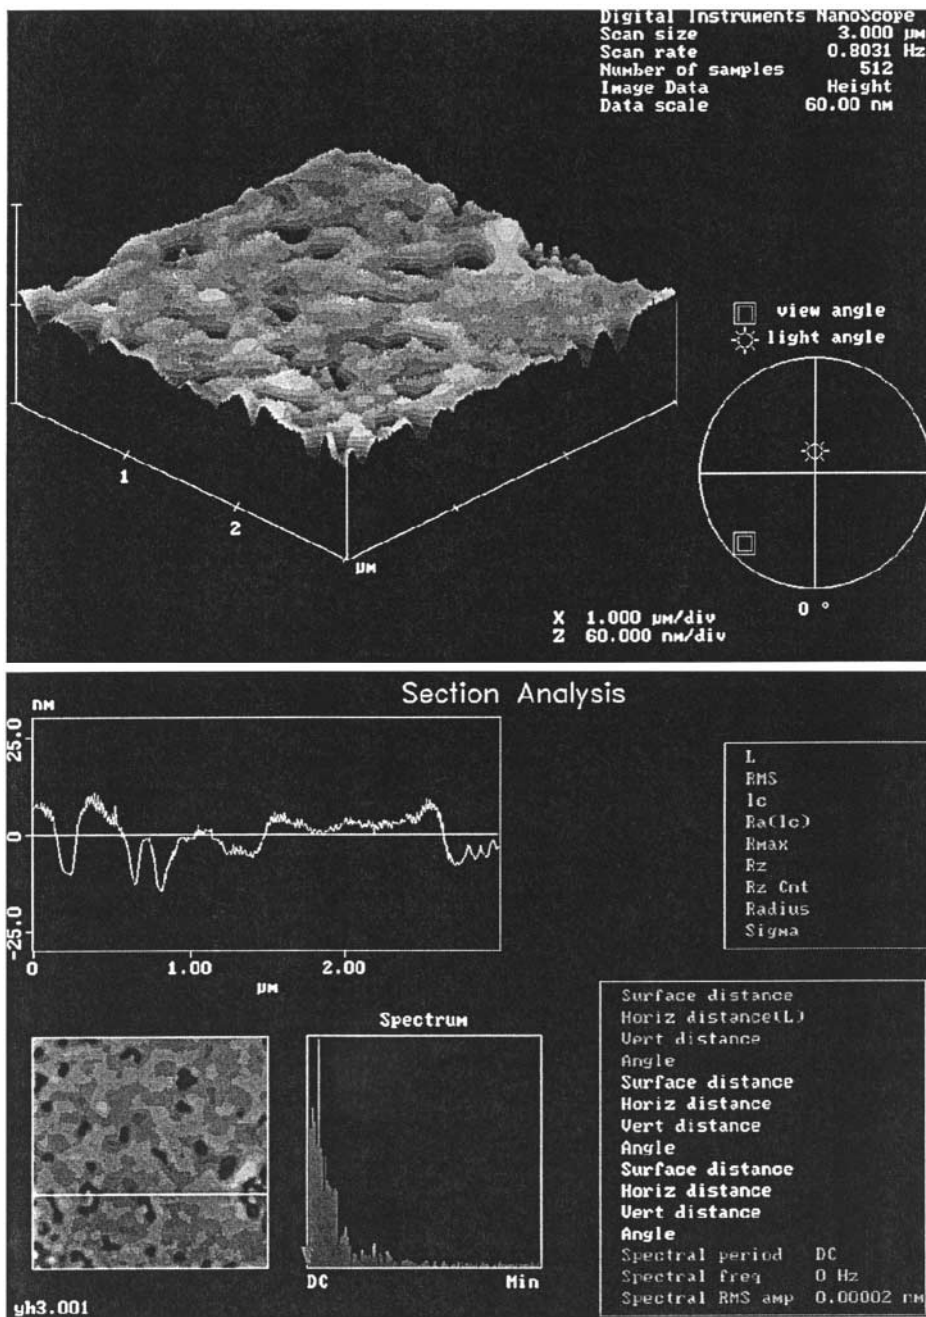 Digital Instruments NanoScope
Scan size 3.000 µm
Scan rate 0.8031 Hz
Number of samples 512
Image Data Height
Data scale 60.00 nm
view angle
light angle
1
2
µm
0 °
X 1.000 µm/div
Z 60.000 nm/div
Section Analysis
nm
25.0
0
-25.0
0 1.00 2.00
µm
L
RMS
lc
Ra(lc)
Rmax
Rz
Rz Cnt
Radius
Sigma
Spectrum
DC Min
Surface distance
Horiz distance(L)
Vert distance
Angle
Surface distance
Horiz distance
Vert distance
Angle
Surface distance
Horiz distance
Vert distance
Angle
Spectral period DC
Spectral freq 0 Hz
Spectral RMS amp 0.00002 nm
yh3.001